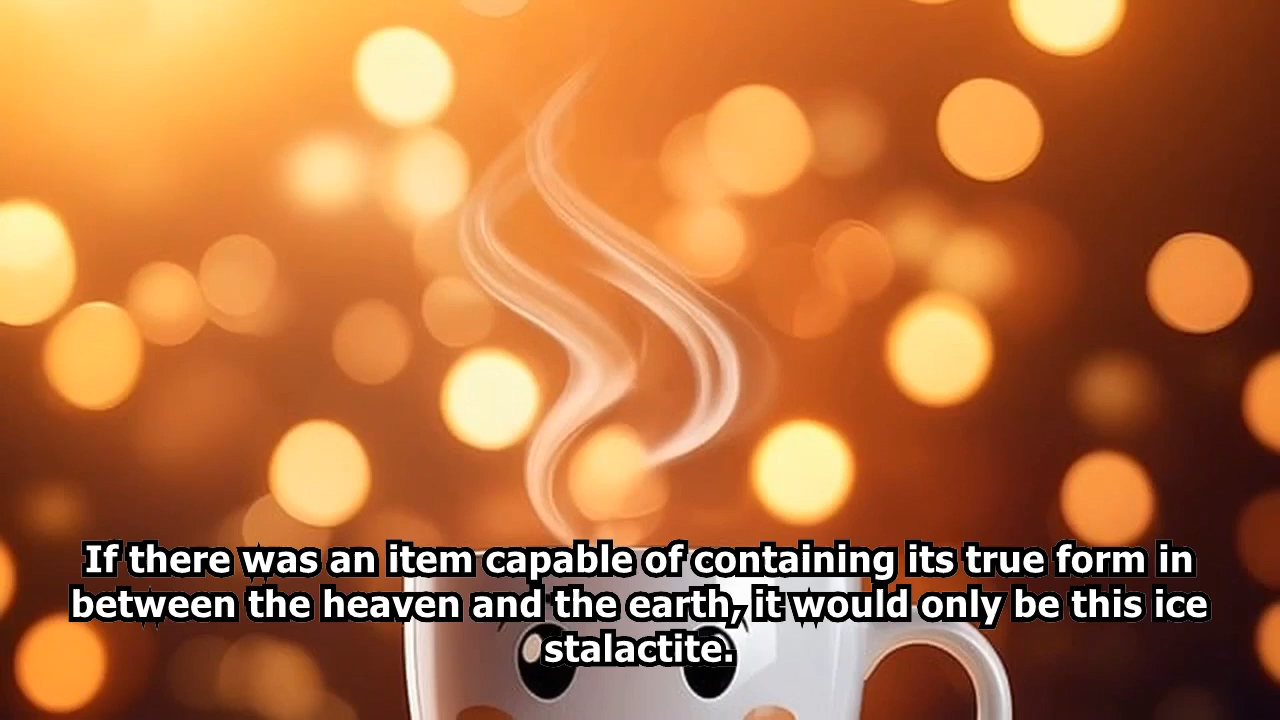 If there was an item capable of containing its true form in
between the heaven and the earth, it would only be this ice
stalactite.